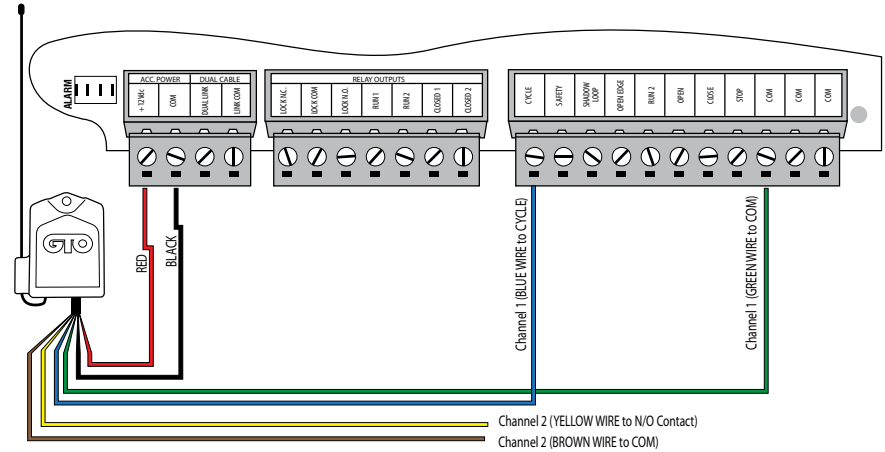 ALARM
ACC. POWER
DUAL CABLE
RELAY OUTPUTS
+ 12Vdc
COM
DUAL LINK
LINK COM
LOCK N.C.
LOCK COM
LOCK N.O.
RUN 1
RUN 2
CLOSED 1
CLOSED 2
CYCLE
SAFETY
SHADOW
LOOP
OPEN EDGE
RUN 2
OPEN
CLOSE
STOP
COM
COM
COM
GTO
RED
BLACK
Channel 1 (BLUE WIRE to CYCLE)
Channel 1 (GREEN WIRE to COM)
Channel 2 (YELLOW WIRE to N/O Contact)
Channel 2 (BROWN WIRE to COM)